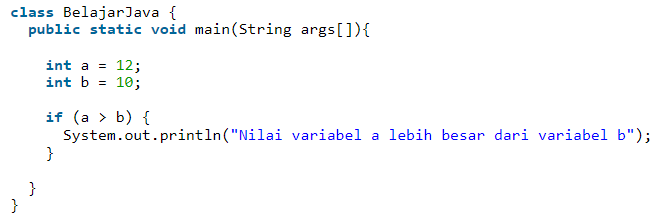 class BelajarJava {
  public static void main(String args[]){
    int a = 12;
    int b = 10;
    if (a > b) {
      System.out.println("Nilai variabel a lebih besar dari variabel b");
    }
  }
}